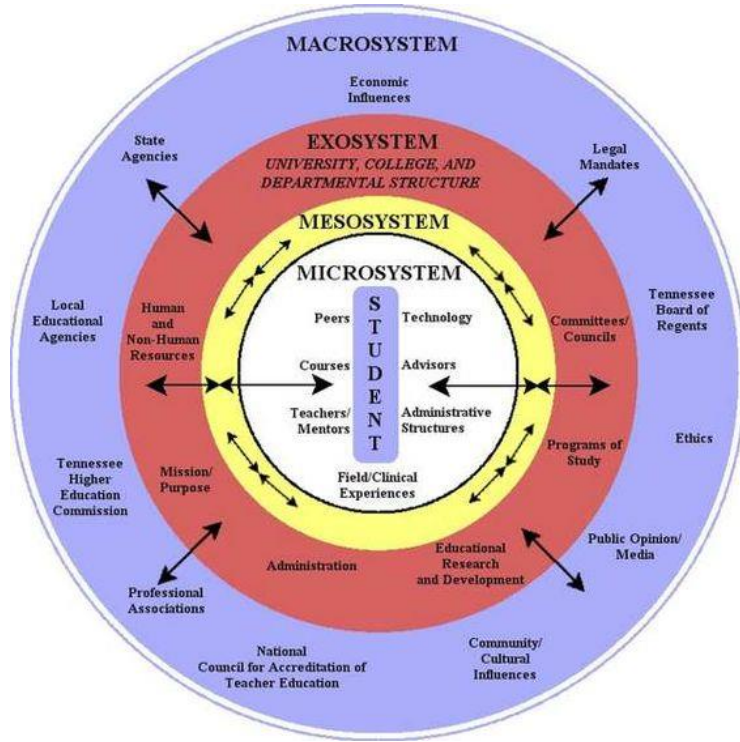 MACROSYSTEM
Economic
Influences
State
Agencies
Legal
Mandates
EXOSYSTEM
UNIVERSITY, COLLEGE, AND
DEPARTMENTAL STRUCTURE
MESOSYSTEM
MICROSYSTEM
Local
Educational
Agencies
Human
and
Non-Human
Resources
Peers
Courses
Teachers/
Mentors
STUDENT
Technology
Advisors
Administrative
Structures
Field/Clinical
Experiences
Committees/
Councils
Tennessee
Board of
Regents
Ethics
Programs of
Study
Tennessee
Higher
Education
Commission
Mission/
Purpose
Administration
Educational
Research
and Development
Public Opinion/
Media
Professional
Associations
National
Council for Accreditation of
Teacher Education
Community/
Cultural
Influences